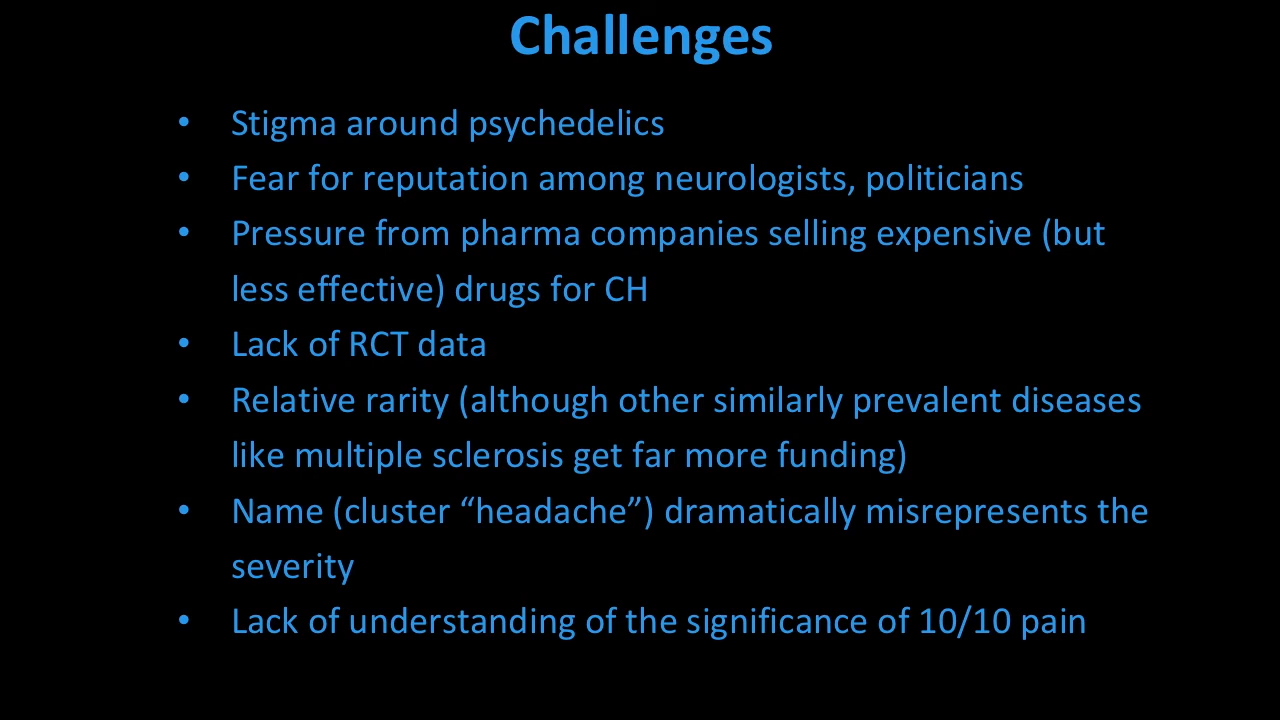 Challenges
• Stigma around psychedelics
• Fear for reputation among neurologists, politicians
• Pressure from pharma companies selling expensive (but
less effective) drugs for CH
• Lack of RCT data
• Relative rarity (although other similarly prevalent diseases
like multiple sclerosis get far more funding)
• Name (cluster “headache”) dramatically misrepresents the
severity
• Lack of understanding of the significance of 10/10 pain